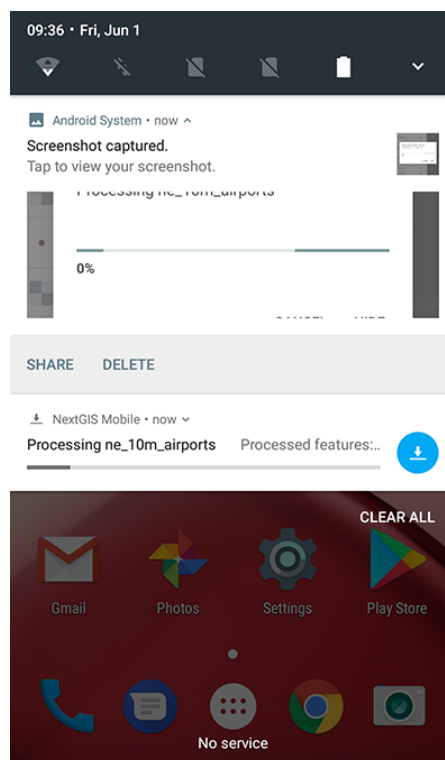 09:36 • Fri, Jun 1
Android System • now
Screenshot captured.
Tap to view your screenshot.
Processing ne_10m_airports
0%
SHARE DELETE
NextGIS Mobile • now
Processing ne_10m_airports Processed features:..
CLEAR ALL
Gmail Photos Settings Play Store
No service